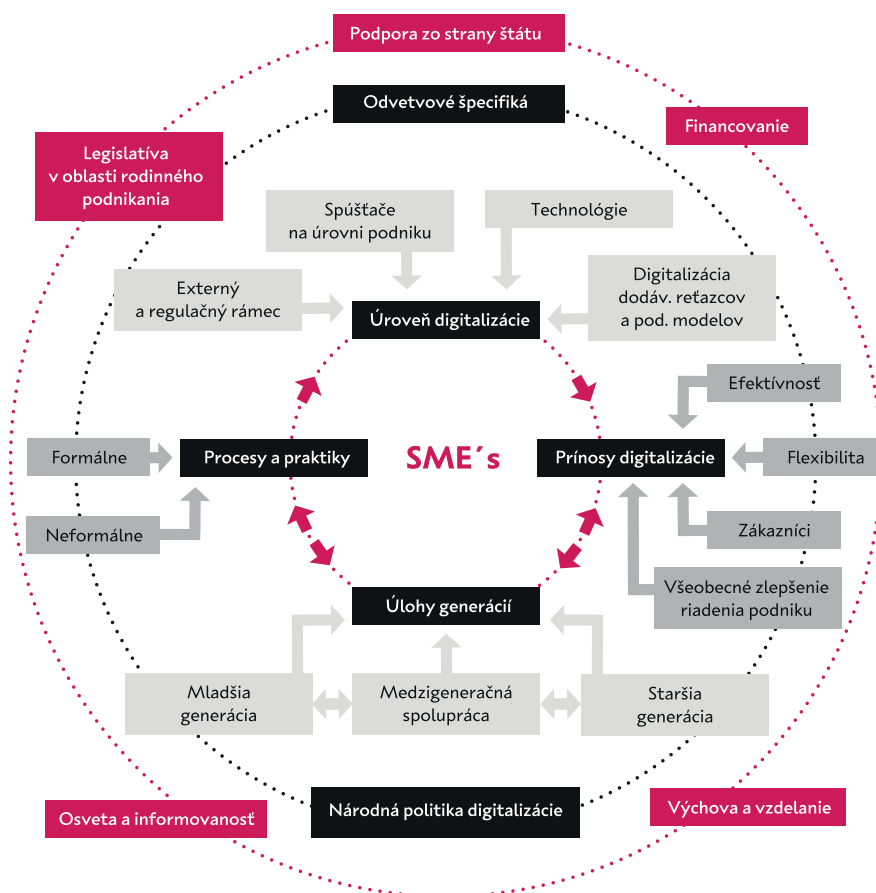 Podpora zo strany štátu
Odvetvové špecifiká
Financovanie
Legislatíva
v oblasti rodinného
podnikania
Spúšťače
na úrovni podniku
Technológie
Externý
a regulačný rámec
Digitalizácia
dodáv. reťazcov
a pod. modelov
Úroveň digitalizácie
Efektívnosť
Formálne
Procesy a praktiky
SME´s
Prínosy digitalizácie
Flexibilita
Neformálne
Zákazníci
Všeobecné zlepšenie
riadenia podniku
Úlohy generácií
Mladšia
generácia
Medzigeneračná
spolupráca
Staršia
generácia
Národná politika digitalizácie
Osveta a informovanosť
Výchova a vzdelanie